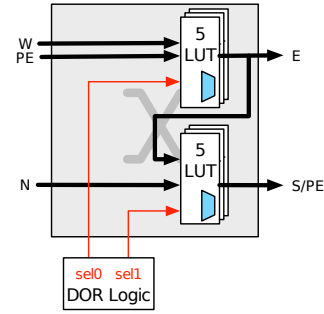 W
PE
5
LUT
E
N
5
LUT
S/PE
sel0 sel1
DOR Logic